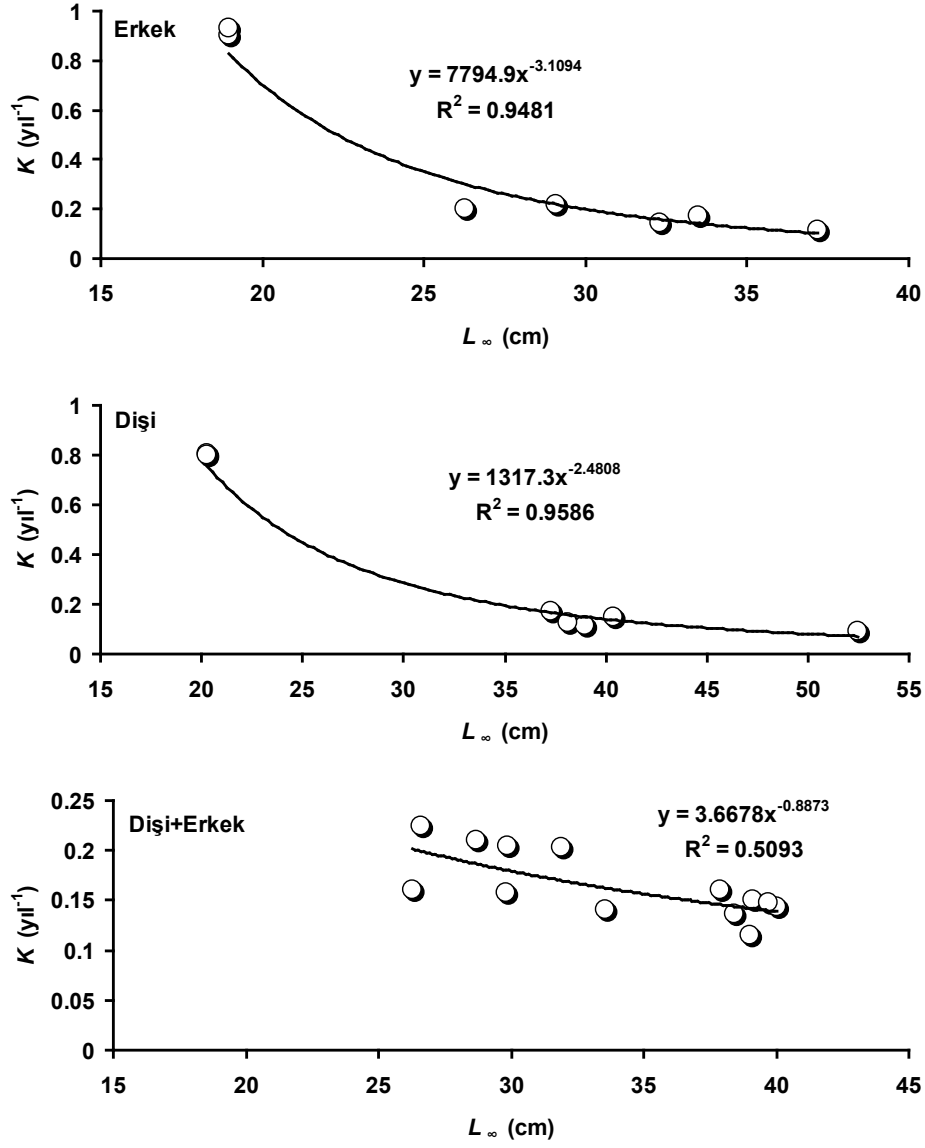 Erkek
y = 7794.9x^-3.1094
R² = 0.9481
K (yıl⁻¹)
1
0.8
0.6
0.4
0.2
0
15 20 25 30 35 40
L ∞ (cm)
Dişi
y = 1317.3x^-2.4808
R² = 0.9586
K (yıl⁻¹)
1
0.8
0.6
0.4
0.2
0
15 20 25 30 35 40 45 50 55
L ∞ (cm)
Dişi+Erkek
y = 3.6678x^-0.8873
R² = 0.5093
K (yıl⁻¹)
0.25
0.2
0.15
0.1
0.05
0
15 20 25 30 35 40 45
L ∞ (cm)